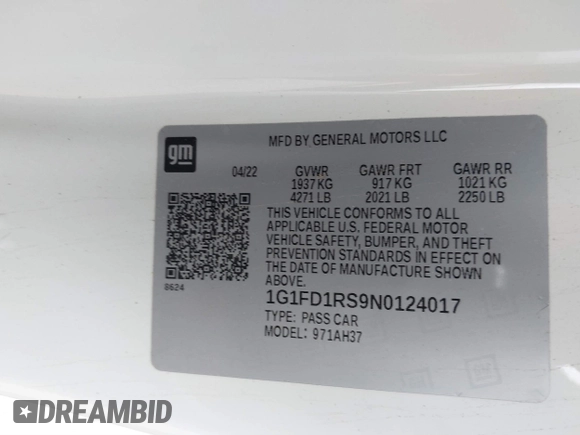 gm
MFD BY GENERAL MOTORS LLC
04/22 GVWR GAWR FRT GAWR RR
1937 KG 917 KG 1021 KG
4271 LB 2021 LB 2250 LB
THIS VEHICLE CONFORMS TO ALL
APPLICABLE U.S. FEDERAL MOTOR
VEHICLE SAFETY, BUMPER, AND THEFT
PREVENTION STANDARDS IN EFFECT ON
THE DATE OF MANUFACTURE SHOWN
ABOVE.
8624
1G1FD1RS9N0124017
TYPE: PASS CAR
MODEL: 971AH37
DREAMBID